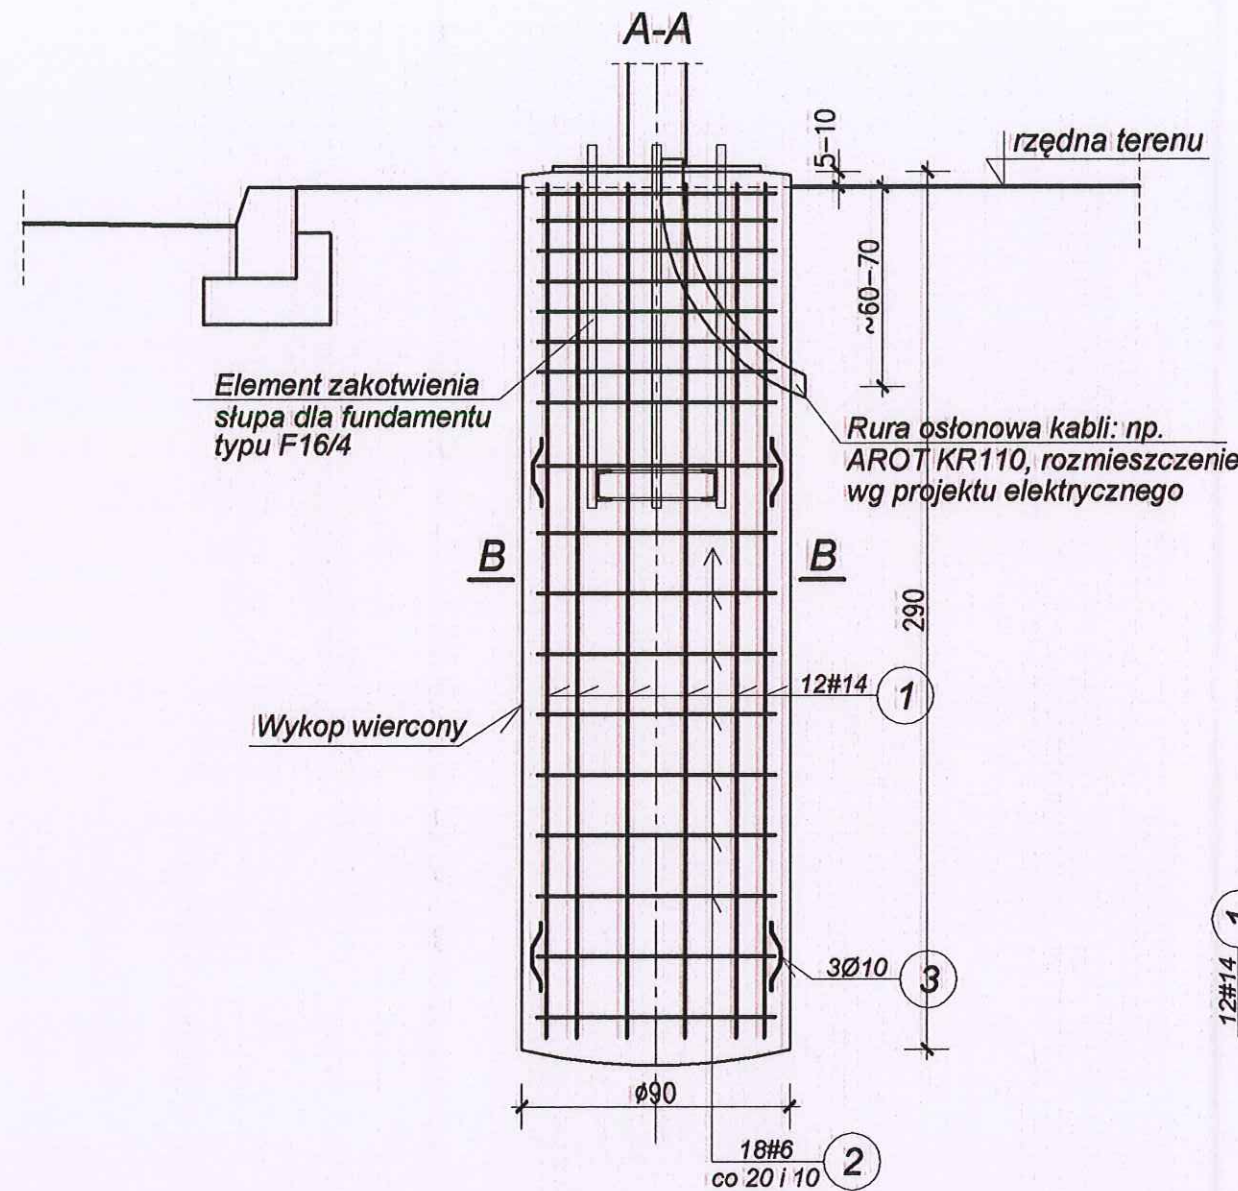 A-A
5-10
rzędna terenu
~60-70
Element zakotwienia
słupa dla fundamentu
typu F16/4
Rura osłonowa kabli: np.
AROT KR110, rozmieszczenie
wg projektu elektrycznego
B
B
290
12#14
1
Wykop wiercony
3Ø10
3
1
12#14
ϕ90
18#6
co 20 i 10
2